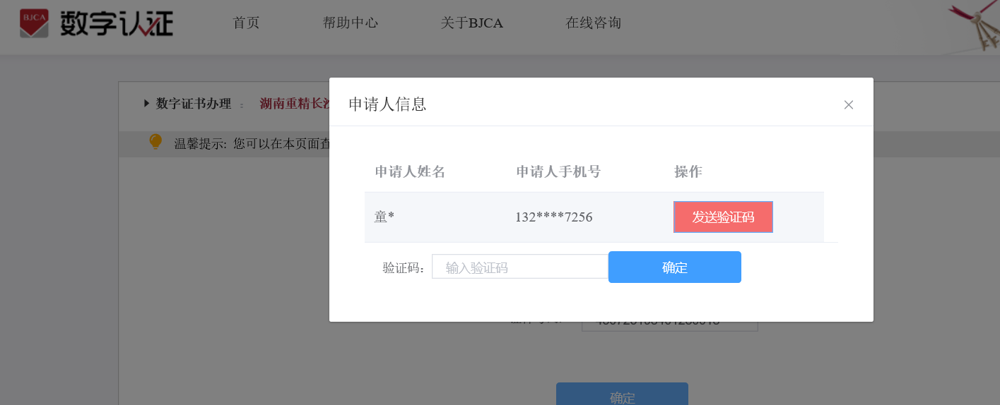 BJCA 数字认证 首页 帮助中心 关于BJCA 在线咨询
申请人信息
数字证书办理 : 湖南重精长
温馨提示: 您可以在本页面查
申请人姓名 申请人手机号 操作
童* 132****7256 发送验证码
验证码: 输入验证码 确定
确定